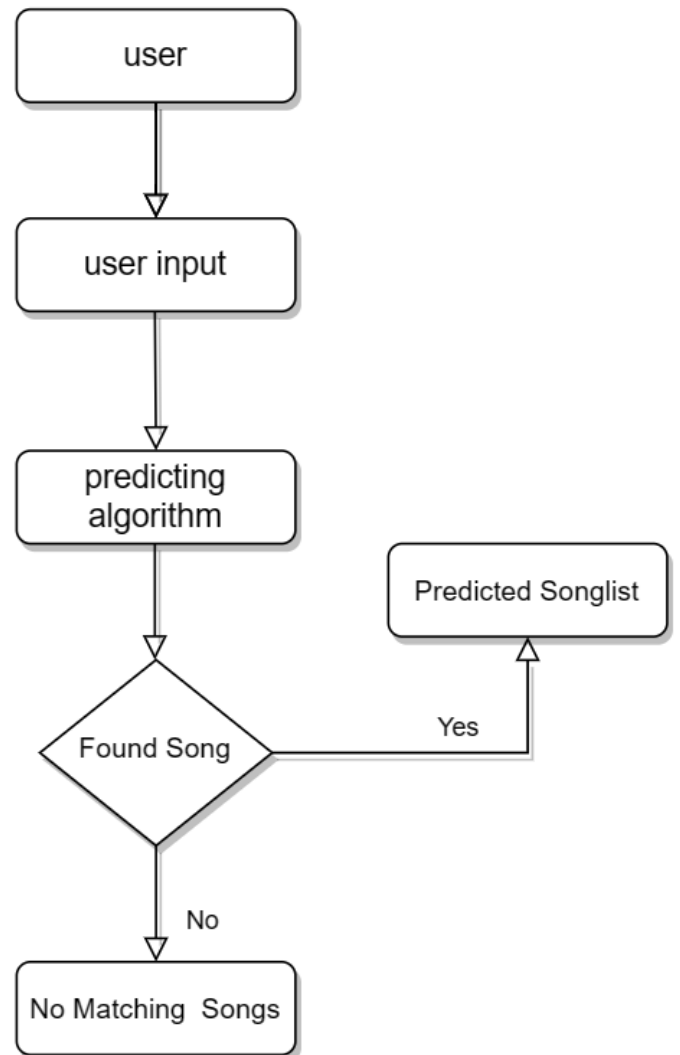 user
user input
predicting
algorithm
Predicted Songlist
Found Song
Yes
No
No Matching  Songs